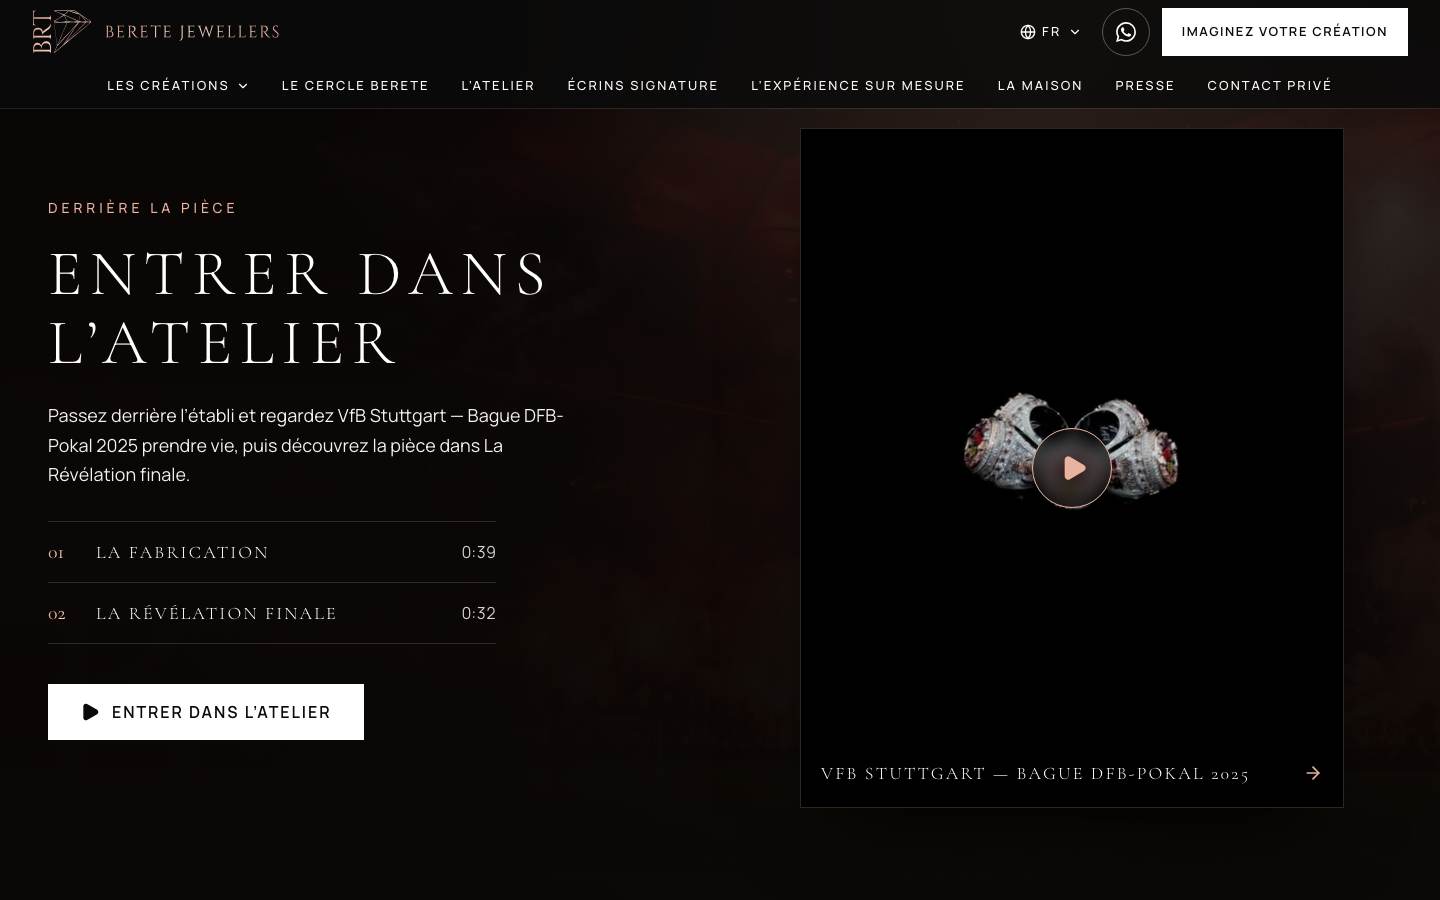 BRT
BERETE JEWELLERS
FR
IMAGINEZ VOTRE CRÉATION
LES CRÉATIONS
LE CERCLE BERETE
L'ATELIER
ÉCRINS SIGNATURE
L'EXPÉRIENCE SUR MESURE
LA MAISON
PRESSE
CONTACT PRIVÉ
DERRIÈRE LA PIÈCE
ENTRER DANS
L’ATELIER
Passez derrière l’établi et regardez VfB Stuttgart — Bague DFB-
Pokal 2025 prendre vie, puis découvrez la pièce dans La
Révélation finale.
01 LA FABRICATION 0:39
02 LA RÉVÉLATION FINALE 0:32
ENTRER DANS L’ATELIER
VFB STUTTGART — BAGUE DFB-POKAL 2025